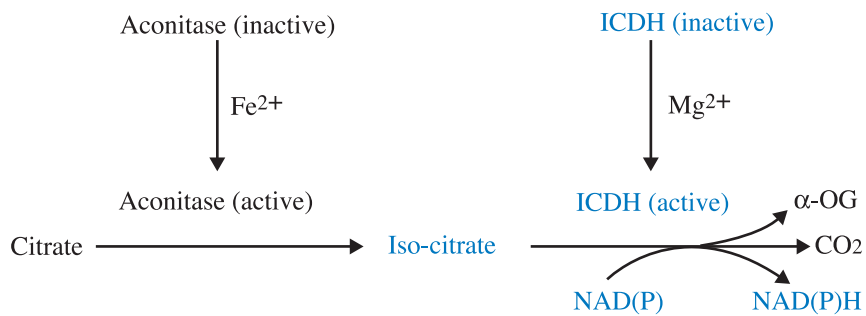 Aconitase (inactive)
ICDH (inactive)
Fe2+
Mg2+
Aconitase (active)
ICDH (active)
α-OG
Citrate
Iso-citrate
CO2
NAD(P)
NAD(P)H